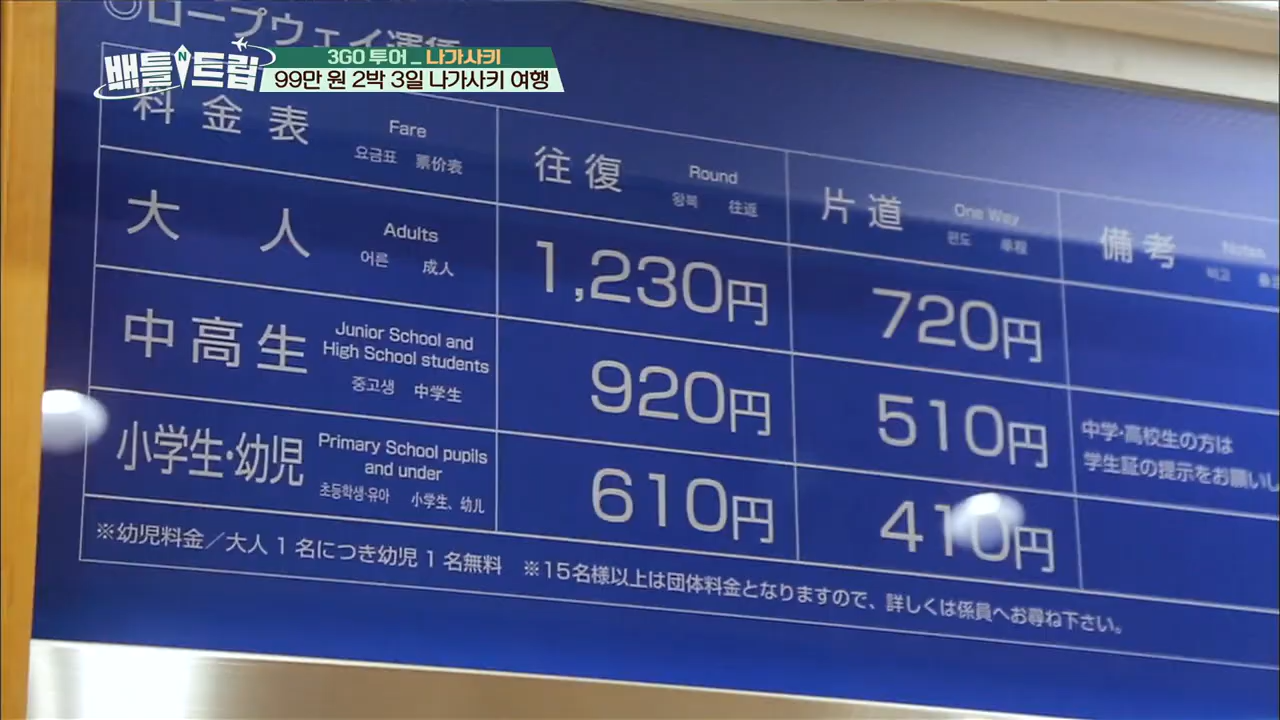 ◎ロープウェイ運賃
배틀트립
3GO 투어 _ 나가사키
99만 원 2박 3일 나가사키 여행
料金表 Fare 요금표 票价表
往復 Round 왕복 往返
片道 One Way 편도 单程
備考 Notes 비고
大人 Adults 어른 成人
1,230円
720円
中高生 Junior School and
High School students
중고생 中学生
920円
510円
中学・高校生の方は
学生証の提示をお願いし
小学生・幼児 Primary School pupils
and under
초등학생·유아 小学生、幼儿
610円
410円
※幼児料金／大人1名につき幼児1名無料 ※15名様以上は団体料金となりますので、詳しくは係員へお尋ね下さい。